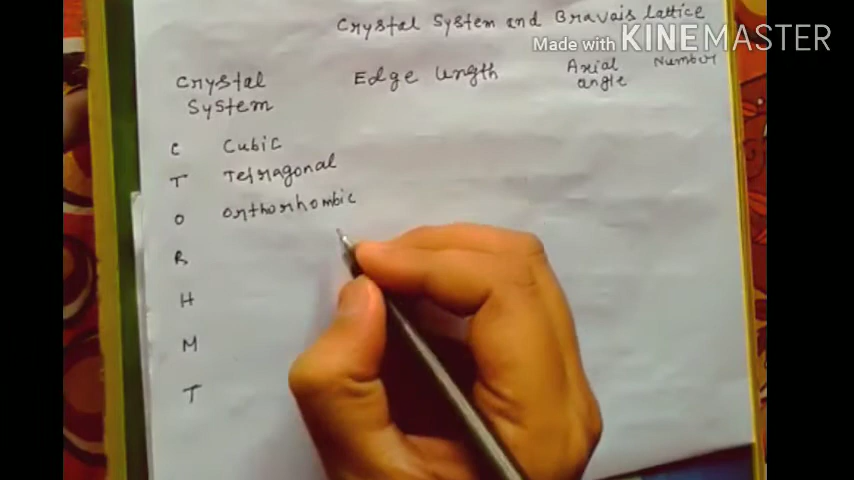 Crystal System and Bravais lattice
Made with KINEMASTER
Crystal System
Edge length
Axial angle
Number
C Cubic
T Tetragonal
O Orthorhombic
R
H
M
T